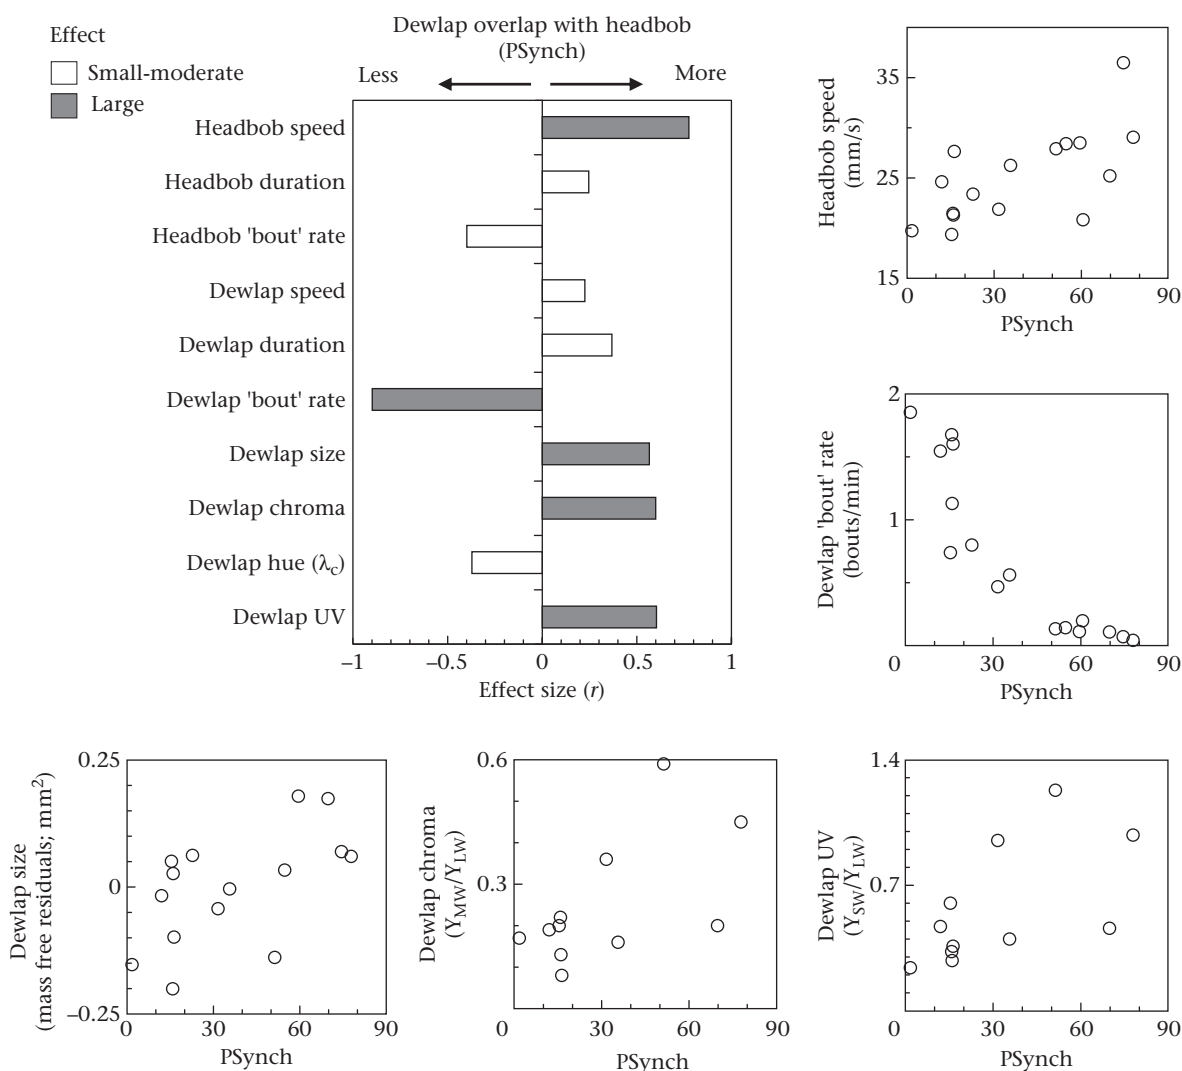 Effect
Small-moderate
Large
Dewlap overlap with headbob
(PSynch)
Less
More
Headbob speed
Headbob duration
Headbob 'bout' rate
Dewlap speed
Dewlap duration
Dewlap 'bout' rate
Dewlap size
Dewlap chroma
Dewlap hue (λc)
Dewlap UV
−1
−0.5
0
0.5
1
Effect size (r)
Headbob speed
(mm/s)
35
25
15
0
30
60
90
PSynch
Dewlap 'bout' rate
(bouts/min)
2
1
0
30
60
90
PSynch
Dewlap size
(mass free residuals; mm²)
0.25
0
−0.25
0
30
60
90
PSynch
Dewlap chroma
(YMW/YLW)
0.6
0.3
0
30
60
90
PSynch
Dewlap UV
(YSW/YLW)
1.4
0.7
0
30
60
90
PSynch